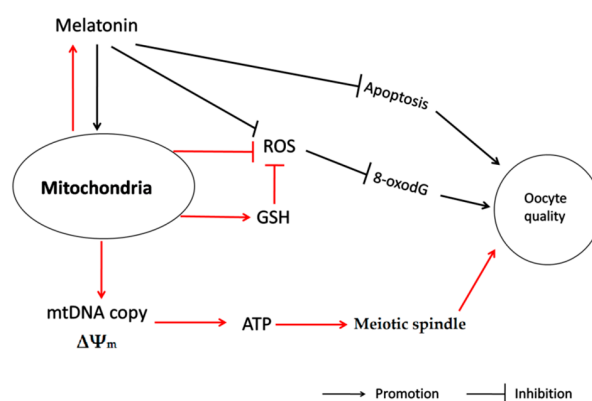 Melatonin
Apoptosis
ROS
Mitochondria
8-oxodG
Oocyte
quality
GSH
mtDNA copy
ΔΨm
ATP
Meiotic spindle
Promotion
Inhibition